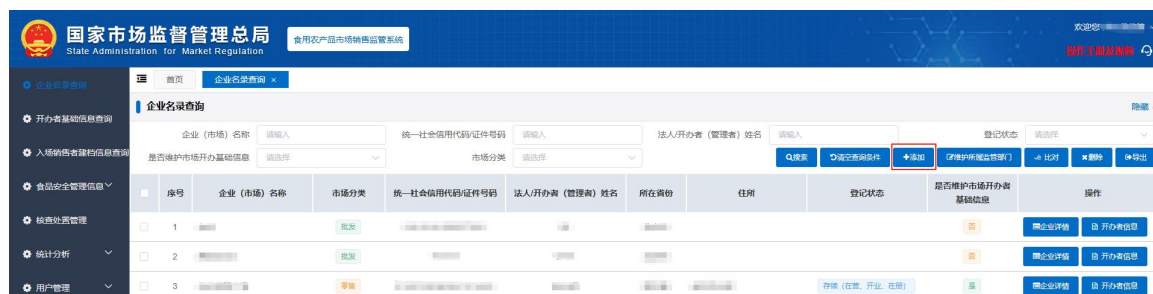 国家市场监督管理总局
State Administration for Market Regulation
食用农产品市场销售监管系统
欢迎您
操作手册及视频
企业名录查询
开办者基础信息查询
入场销售者建档信息查询
食品安全管理信息
核查处置管理
统计分析
用户管理
首页 企业名录查询 ×
企业名录查询 隐藏
企业（市场）名称 请输入 统一社会信用代码/证件号码 请输入 法人/开办者（管理者）姓名 请输入 登记状态 请选择
是否维护市场开办基础信息 请选择 市场分类 请选择 搜索 清空查询条件 +添加 维护所属监管部门 比对 ×删除 导出
序号 企业（市场）名称 市场分类 统一社会信用代码/证件号码 法人/开办者（管理者）姓名 所在省份 住所 登记状态 是否维护市场开办者
基础信息 操作
1 批发 否 企业详情 开办者信息
2 批发 否 企业详情 开办者信息
3 零售 存续（在营、开业、在册） 是 企业详情 开办者信息